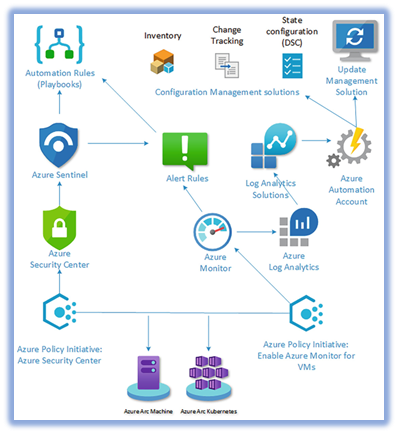 Inventory
Change
Tracking
State
configuration
(DSC)
Automation Rules
(Playbooks)
Configuration Management solutions
Update
Management
Solution
Azure Sentinel
Alert Rules
Log Analytics
Solutions
Azure
Automation
Account
Azure
Security Center
Azure
Monitor
Azure
Log Analytics
Azure Policy Initiative:
Azure Security Center
Azure Policy Initiative:
Enable Azure Monitor for
VMs
Azure Arc Machine
Azure Arc Kubernetes